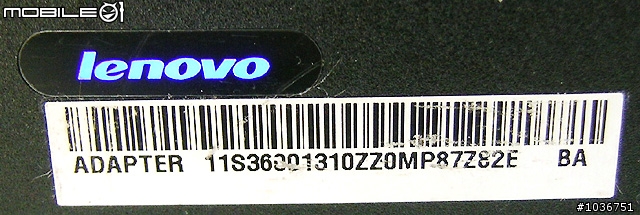 MOBILE01
lenovo
ADAPTER 11S36001310ZZ0MP87Z82E BA
#1036751